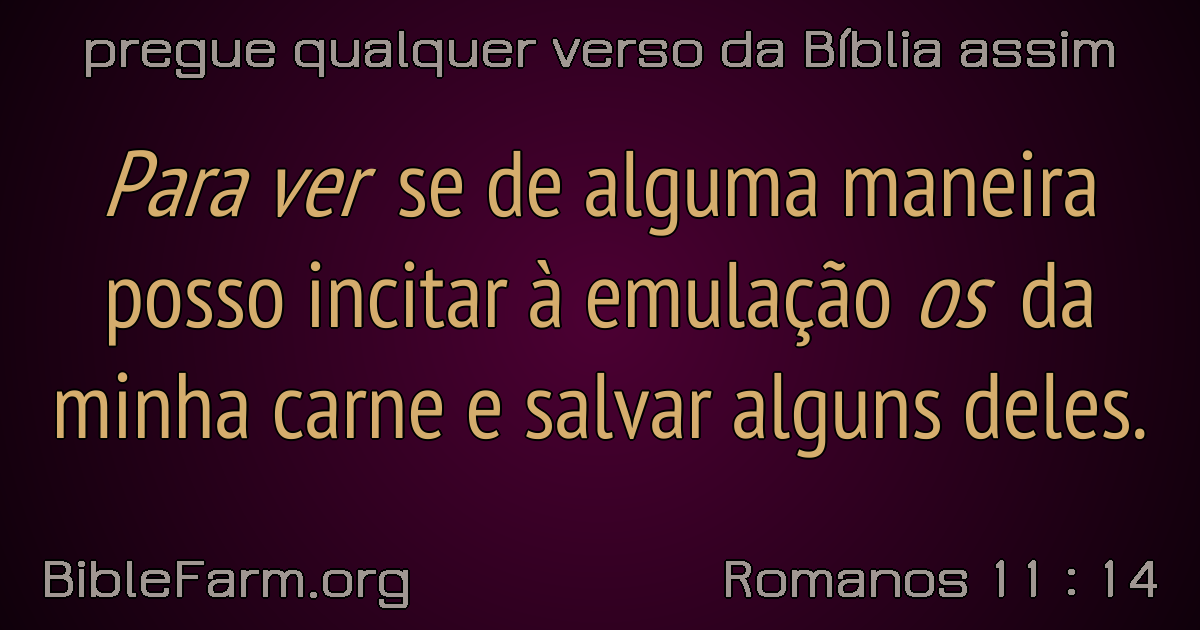 pregue qualquer verso da Bíblia assim
Para ver se de alguma maneira
posso incitar à emulação os da
minha carne e salvar alguns deles.
BibleFarm.org
Romanos 11 : 14